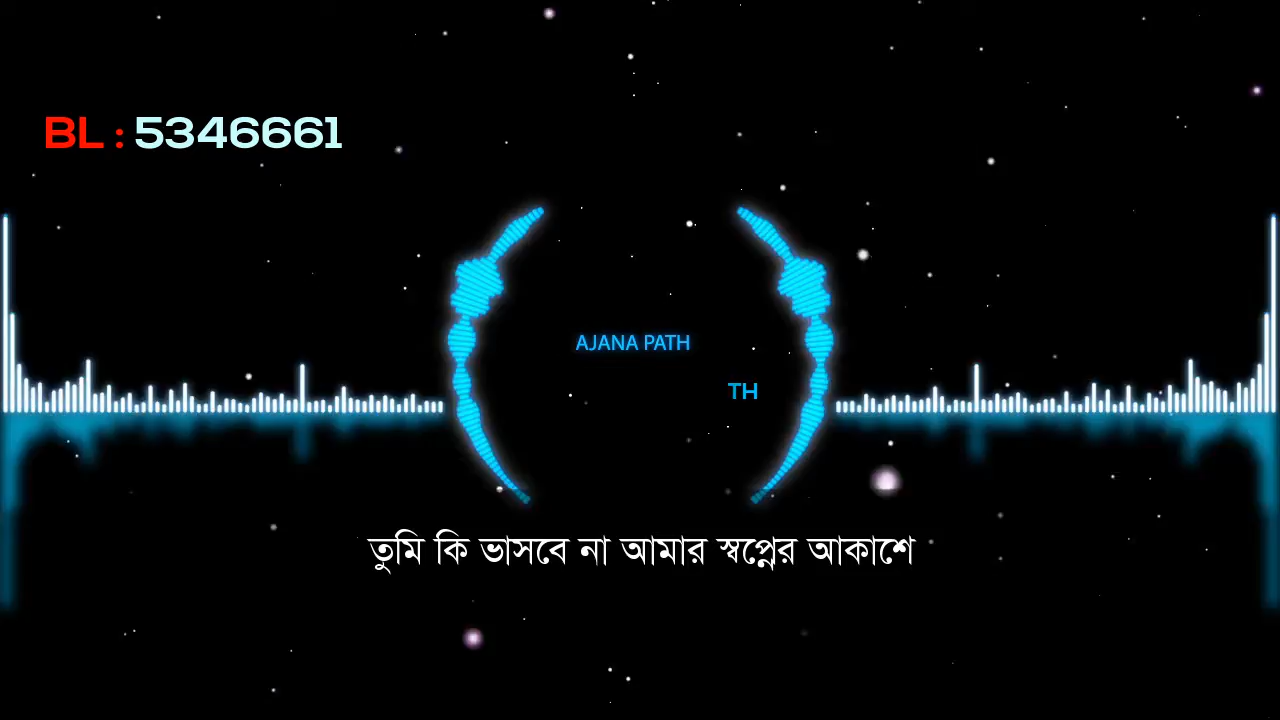 BL : 5346661
AJANA PATH
TH
তুমি কি ভাসবে না আমার স্বপ্নের আকাশে